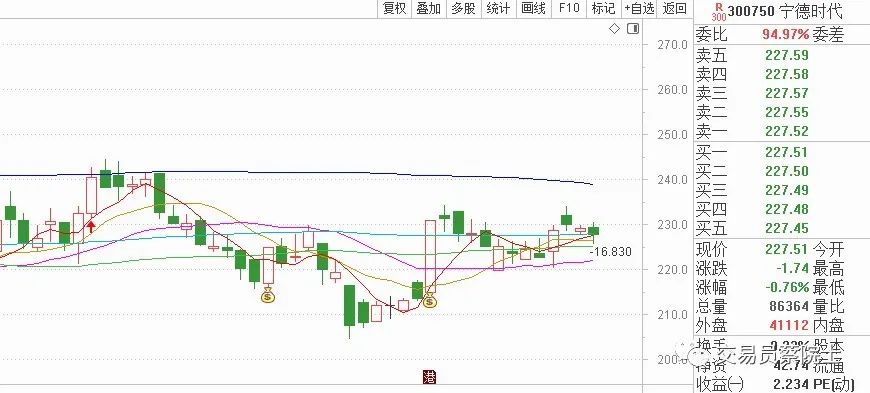 复权 叠加 多股 统计 画线 F10 标记 +自选 返回
R 300 300750 宁德时代
委比 94.97% 委差
卖五 227.59
卖四 227.58
卖三 227.57
卖二 227.55
卖一 227.52
买一 227.51
买二 227.50
买三 227.49
买四 227.48
买五 227.45
现价 227.51 今开
涨跌 -1.74 最高
涨幅 -0.76% 最低
总量 86364 量比
外盘 41112 内盘
换手 股本
净资 42.74 流通
收益㈠ 2.234 PE(动)
270.0
260.0
250.0
240.0
230.0
220.0
210.0
200.0
-16.830
$
$
港
交易员蔡院士